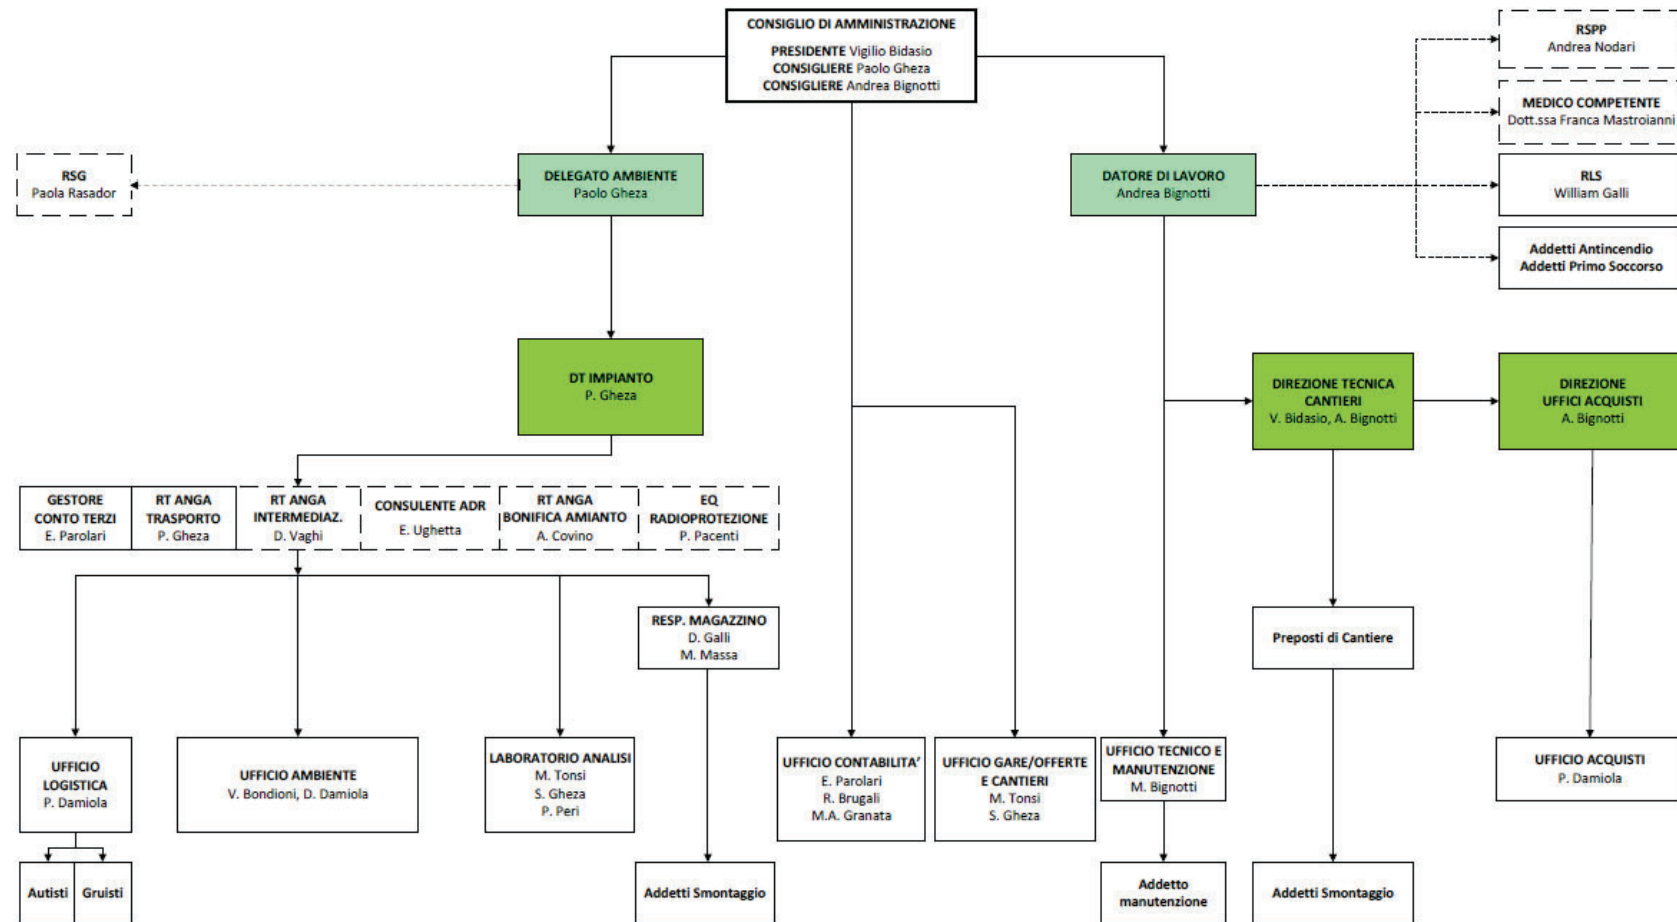 CONSIGLIO DI AMMINISTRAZIONE
PRESIDENTE Vigilio Bidasio
CONSIGLIERE Paolo Gheza
CONSIGLIERE Andrea Bignotti
RSPP
Andrea Nodari
MEDICO COMPETENTE
Dott.ssa Franca Mastroianni
RSG
Paola Rasador
DELEGATO AMBIENTE
Paolo Gheza
DATORE DI LAVORO
Andrea Bignotti
RLS
William Galli
Addetti Antincendio
Addetti Primo Soccorso
DT IMPIANTO
P. Gheza
DIREZIONE TECNICA
CANTIERI
V. Bidasio, A. Bignotti
DIREZIONE
UFFICI ACQUISTI
A. Bignotti
GESTORE
CONTO TERZI
E. Parolari
RT ANGA
TRASPORTO
P. Gheza
RT ANGA
INTERMEDIAZ.
D. Vaghi
CONSULENTE ADR
E. Ughetta
RT ANGA
BONIFICA AMIANTO
A. Covino
EQ
RADIOPROTEZIONE
P. Pacenti
RESP. MAGAZZINO
D. Galli
M. Massa
Preposti di Cantiere
UFFICIO
LOGISTICA
P. Damiola
UFFICIO AMBIENTE
V. Bondioni, D. Damiola
LABORATORIO ANALISI
M. Tonsi
S. Gheza
P. Peri
UFFICIO CONTABILITA’
E. Parolari
R. Brugali
M.A. Granata
UFFICIO GARE/OFFERTE
E CANTIERI
M. Tonsi
S. Gheza
UFFICIO TECNICO E
MANUTENZIONE
M. Bignotti
UFFICIO ACQUISTI
P. Damiola
Autisti
Gruisti
Addetti Smontaggio
Addetto
manutenzione
Addetti Smontaggio